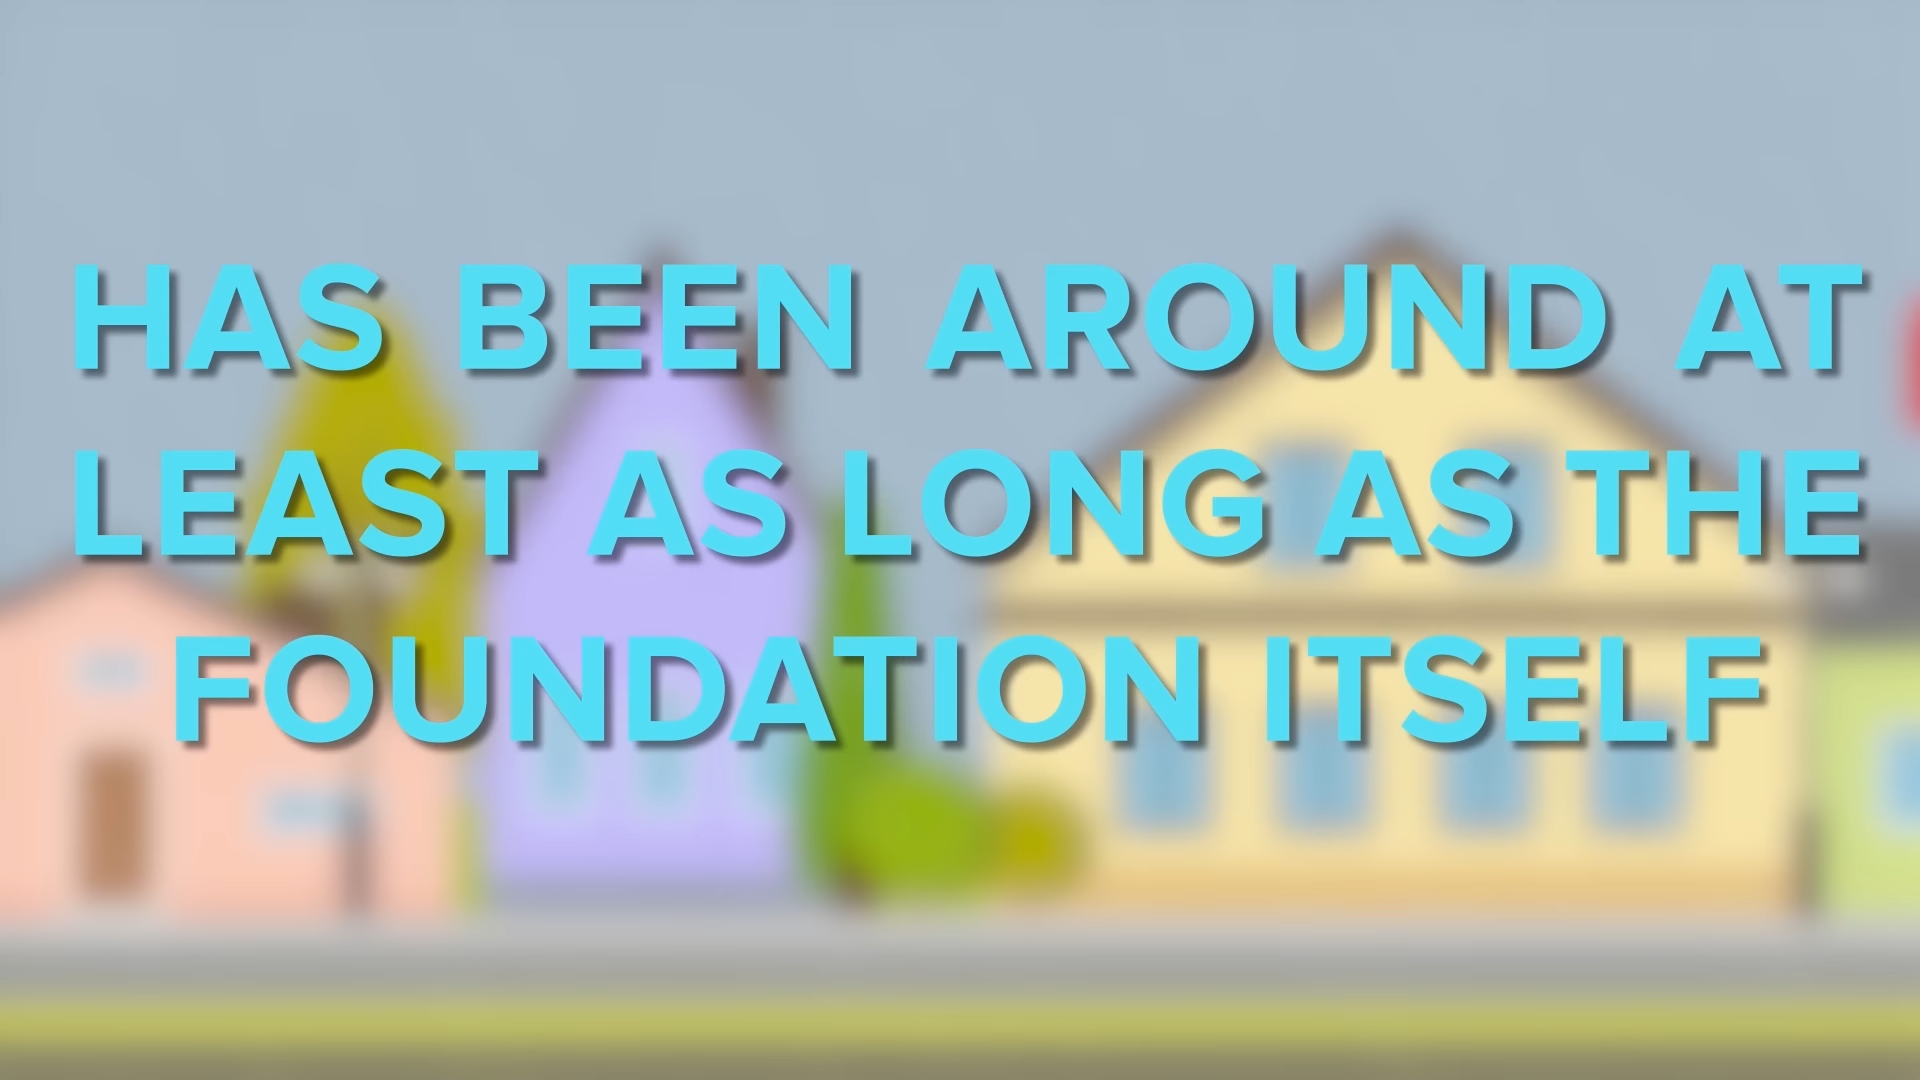 HAS BEEN AROUND AT
LEAST AS LONG AS THE
FOUNDATION ITSELF